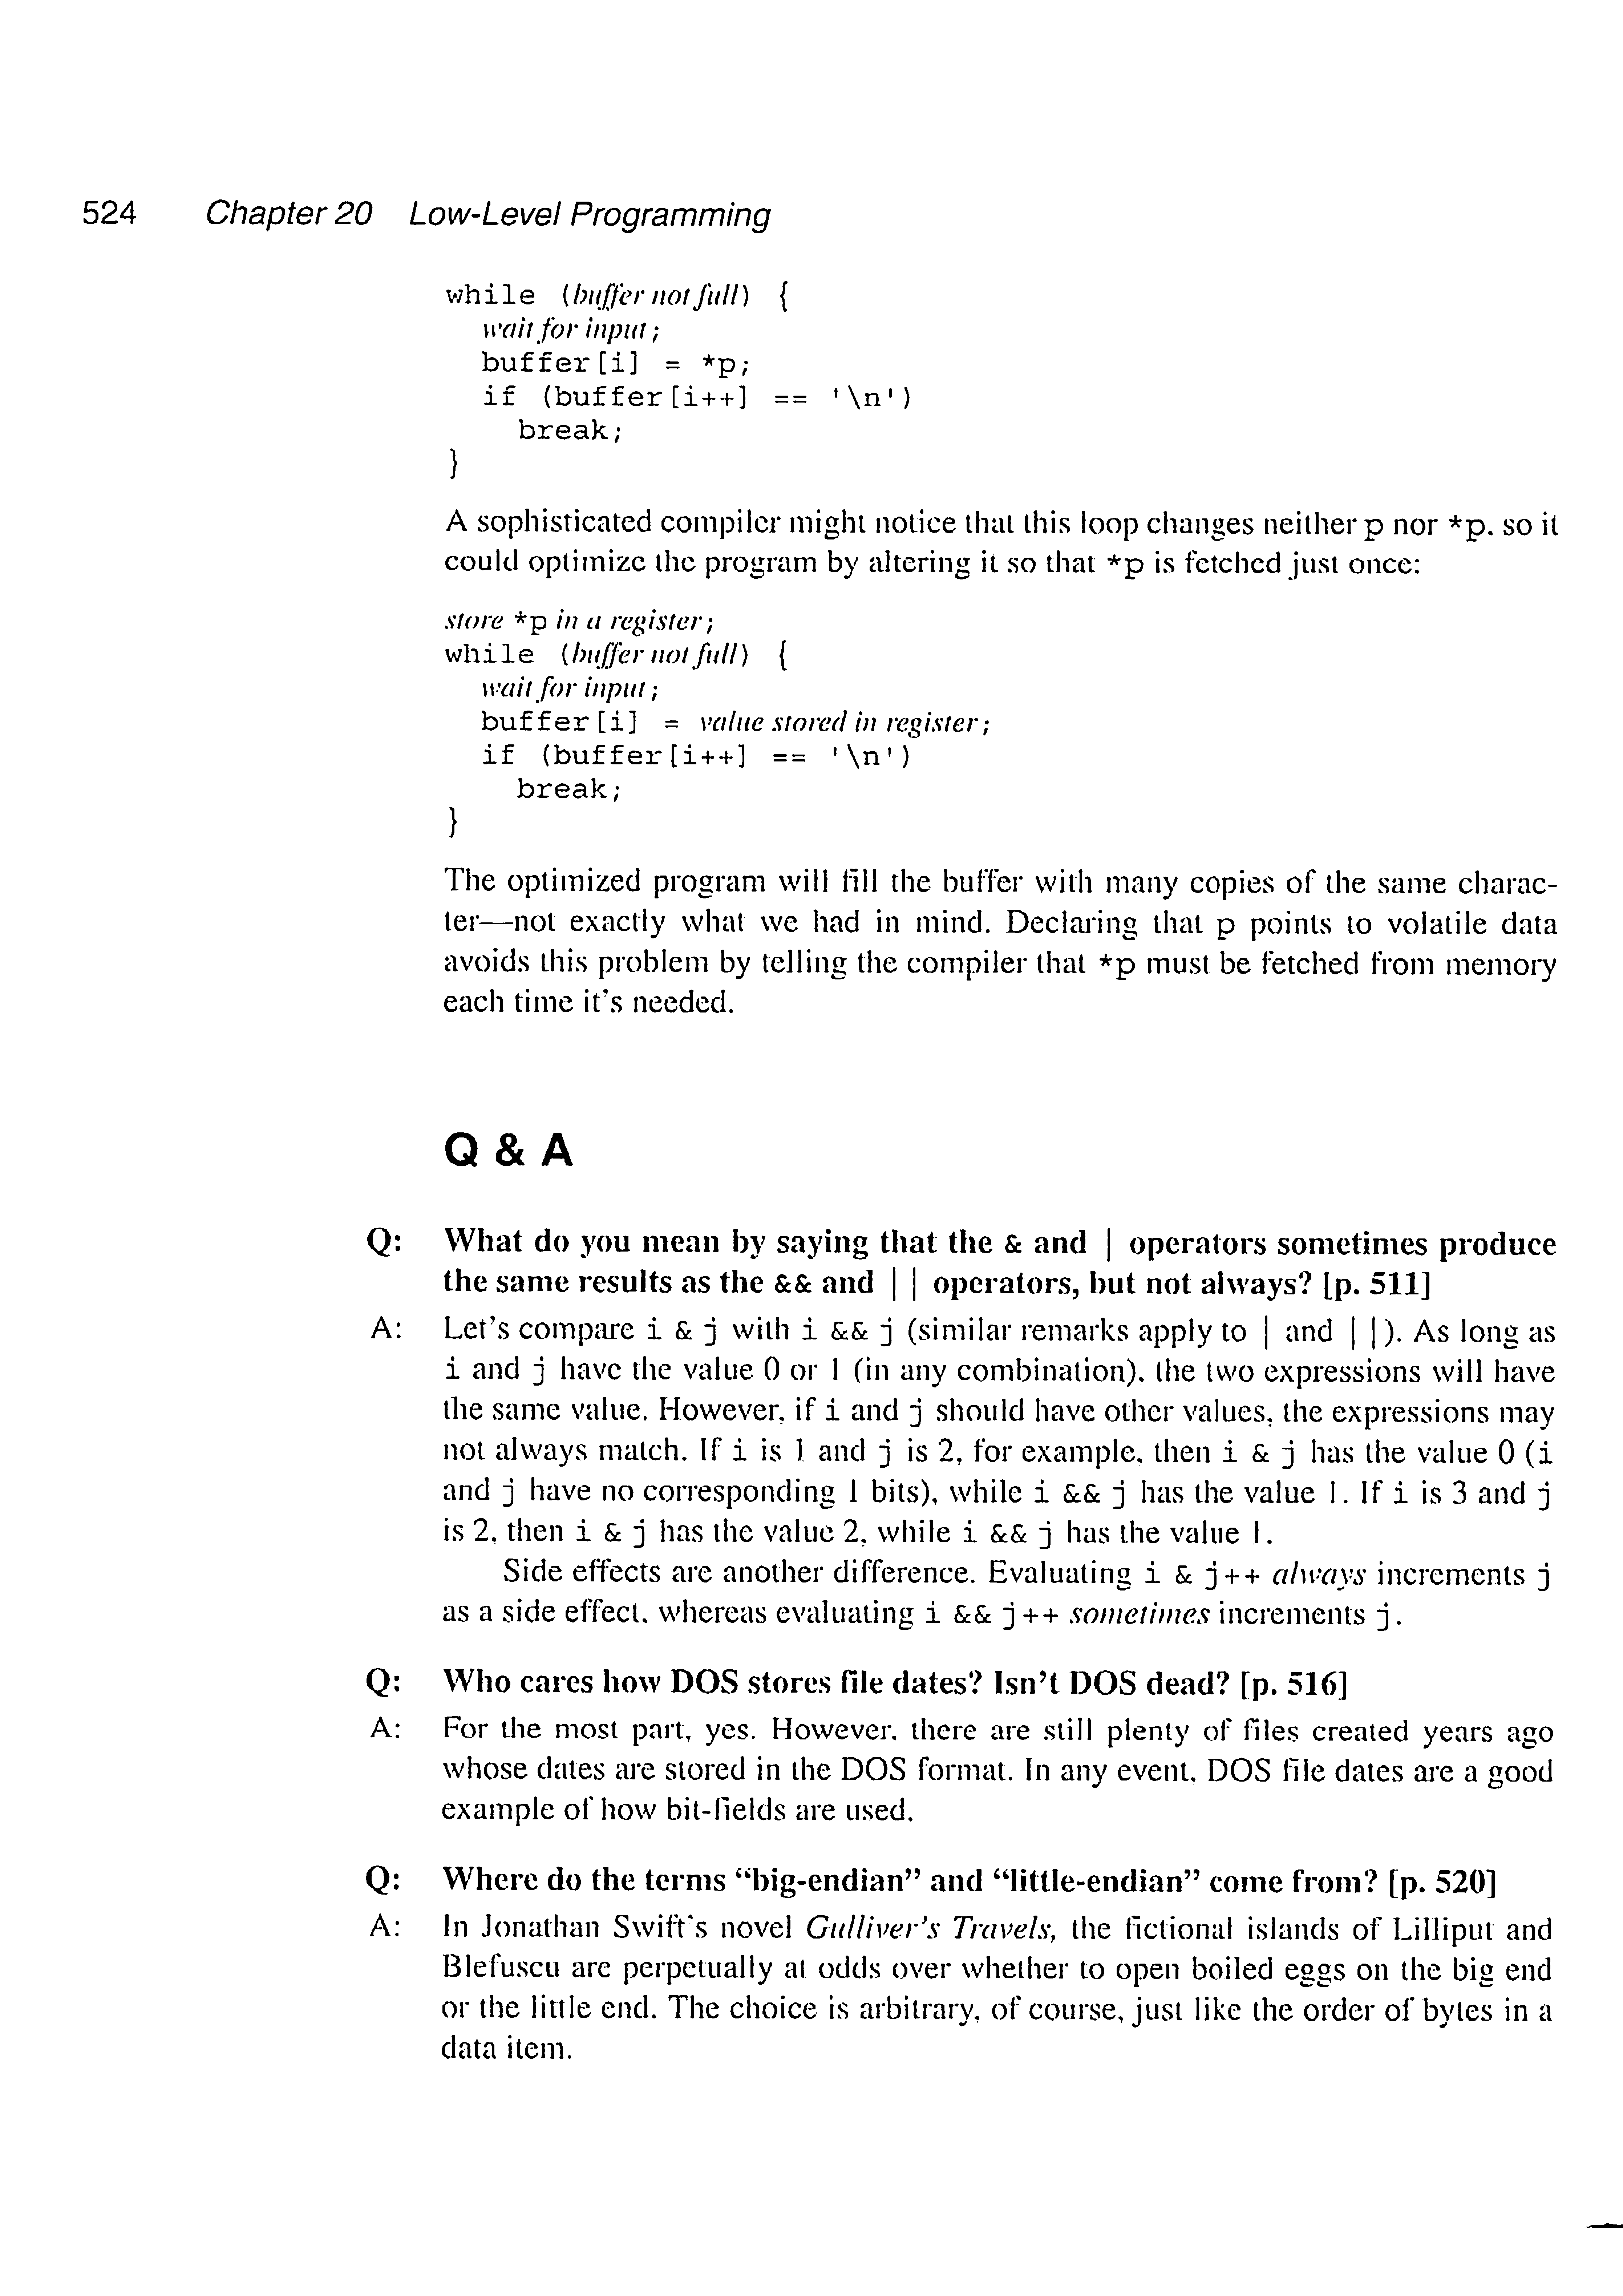 524 Chapter 20 Low-Level Programming
while (buffer not full) {
wait for input;
buffer[i] = *p;
if (buffer[i++] == '\n')
break;
}
A sophisticated compiler might notice that this loop changes neither p nor *p, so it
could optimize the program by altering it so that *p is fetched just once:
store *p in a register;
while (buffer not full) {
wait for input;
buffer[i] = value stored in register;
if (buffer[i++] == '\n')
break;
}
The optimized program will fill the buffer with many copies of the same charac-
ter—not exactly what we had in mind. Declaring that p points to volatile data
avoids this problem by telling the compiler that *p must be fetched from memory
each time it's needed.
Q & A
Q: What do you mean by saying that the & and | operators sometimes produce
the same results as the && and || operators, but not always? [p. 511]
A: Let's compare i & j with i && j (similar remarks apply to | and ||). As long as
i and j have the value 0 or 1 (in any combination), the two expressions will have
the same value. However, if i and j should have other values, the expressions may
not always match. If i is 1 and j is 2, for example, then i & j has the value 0 (i
and j have no corresponding 1 bits), while i && j has the value 1. If i is 3 and j
is 2, then i & j has the value 2, while i && j has the value 1.
Side effects are another difference. Evaluating i & j++ always increments j
as a side effect, whereas evaluating i && j++ sometimes increments j.
Q: Who cares how DOS stores file dates? Isn't DOS dead? [p. 516]
A: For the most part, yes. However, there are still plenty of files created years ago
whose dates are stored in the DOS format. In any event, DOS file dates are a good
example of how bit-fields are used.
Q: Where do the terms "big-endian" and "little-endian" come from? [p. 520]
A: In Jonathan Swift's novel Gulliver's Travels, the fictional islands of Lilliput and
Blefuscu are perpetually at odds over whether to open boiled eggs on the big end
or the little end. The choice is arbitrary, of course, just like the order of bytes in a
data item.